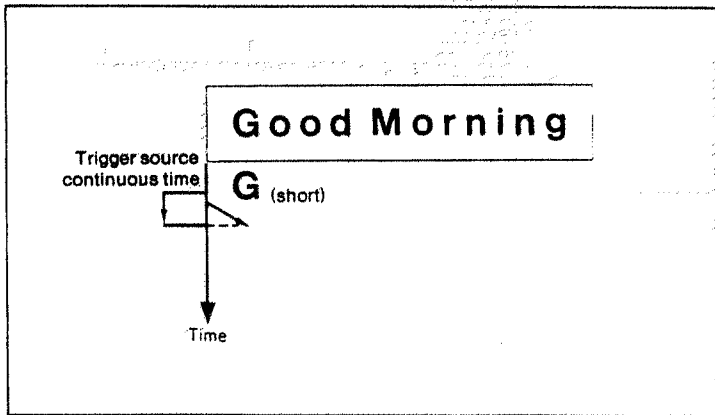 Good Morning
Trigger source
continuous time
G (short)
Time